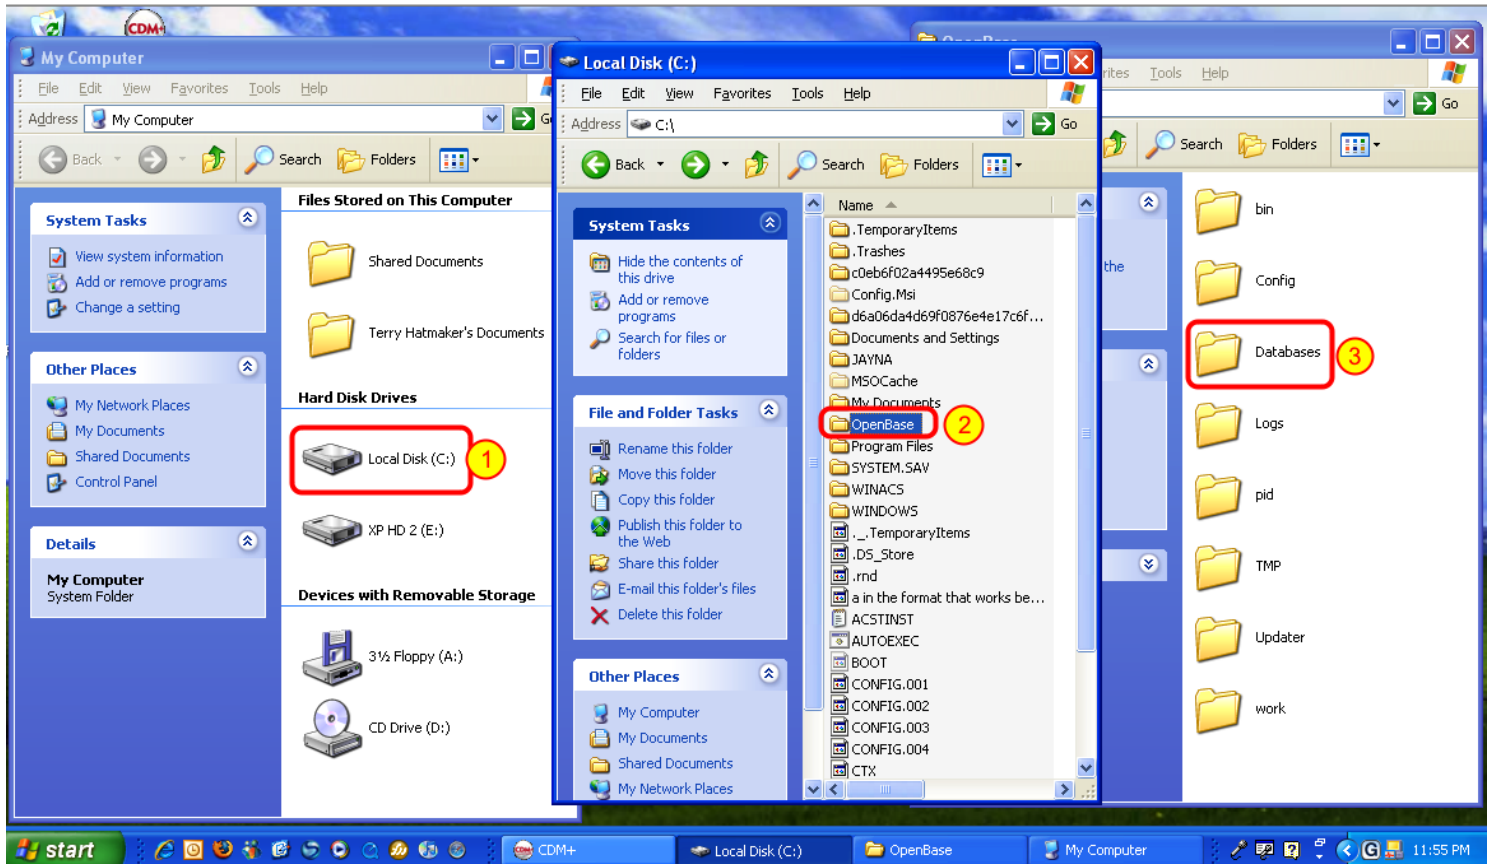 CDM+
My Computer
File Edit View Favorites Tools Help
Address My Computer
Back Search Folders
System Tasks
View system information
Add or remove programs
Change a setting
Other Places
My Network Places
My Documents
Shared Documents
Control Panel
Details
My Computer
System Folder
Files Stored on This Computer
Shared Documents
Terry Hatmaker's Documents
Hard Disk Drives
Local Disk (C:)
1
XP HD 2 (E:)
Devices with Removable Storage
3½ Floppy (A:)
CD Drive (D:)
Local Disk (C:)
File Edit View Favorites Tools Help
Address C:\ Go
Back Search Folders
System Tasks
Hide the contents of
this drive
Add or remove
programs
Search for files or
folders
File and Folder Tasks
Rename this folder
Move this folder
Copy this folder
Publish this folder to
the Web
Share this folder
E-mail this folder's files
Delete this folder
Other Places
My Computer
My Documents
Shared Documents
My Network Places
Name
.TemporaryItems
.Trashes
c0eb6f02a4495e68c9
Config.Msi
d6a06da4d69f0876e4e17c6f...
Documents and Settings
JAYNA
MSOCache
My Documents
OpenBase
2
Program Files
SYSTEM.SAV
WINACS
WINDOWS
._.TemporaryItems
.DS_Store
.rnd
a in the format that works be...
ACSTINST
AUTOEXEC
BOOT
CONFIG.001
CONFIG.002
CONFIG.003
CONFIG.004
CTX
OpenBase
rites Tools Help
Go
Search Folders
the
bin
Config
Databases
3
Logs
pid
TMP
Updater
work
start
CDM+
Local Disk (C:)
OpenBase
My Computer
11:55 PM